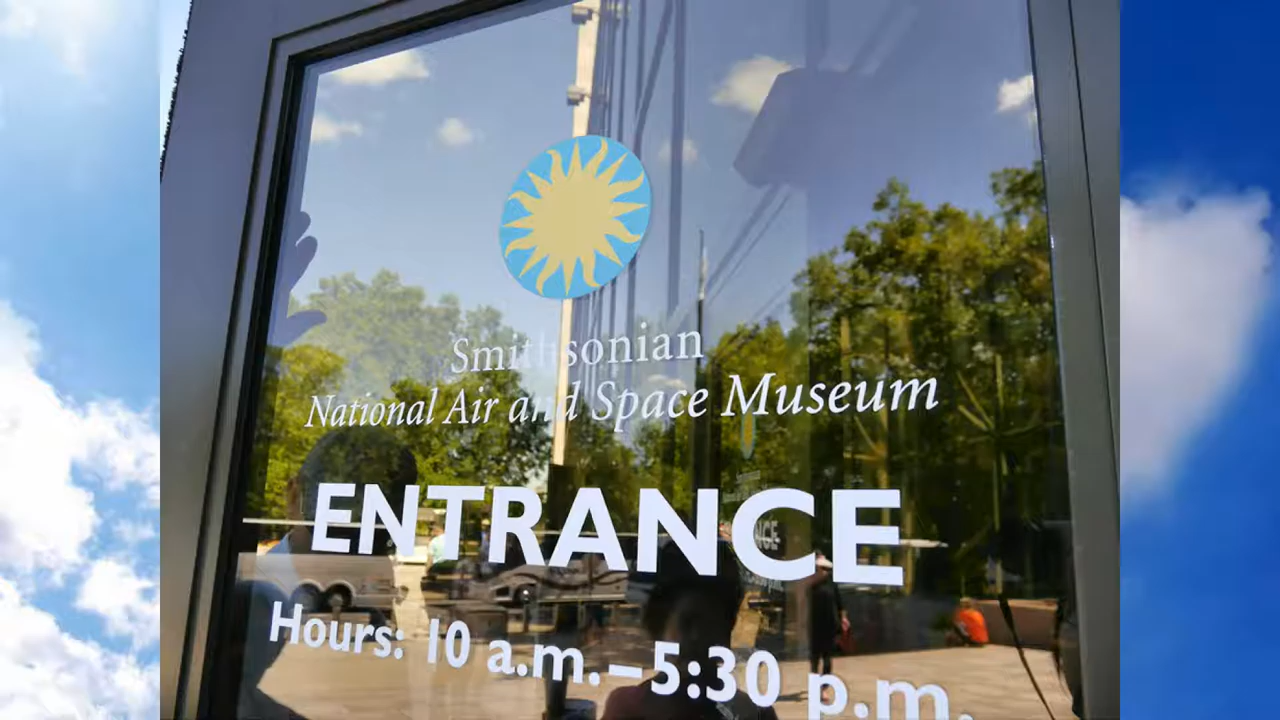 Smithsonian
National Air and Space Museum
ENTRANCE
Hours: 10 a.m.–5:30 p.m.